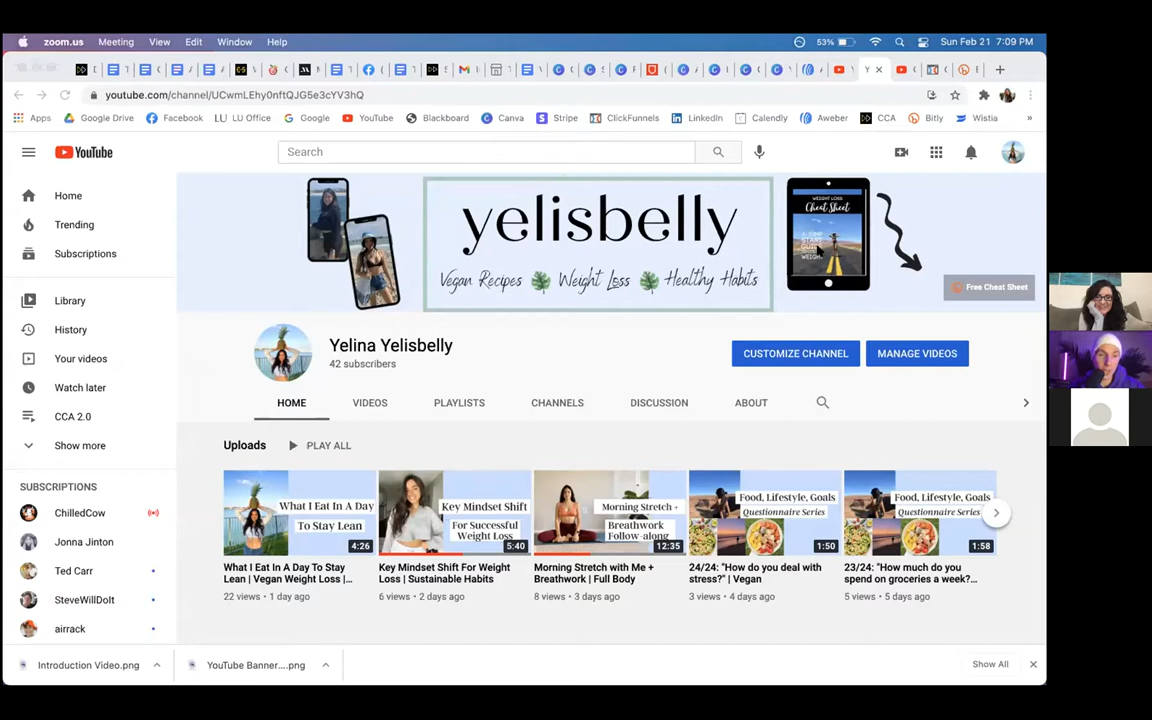 zoom.us Meeting View Edit Window Help 53% Sun Feb 21 7:09 PM
youtube.com/channel/UCwmLEhy0nftQJG5e3cYV3hQ
Apps Google Drive Facebook LU Office Google YouTube Blackboard Canva Stripe ClickFunnels LinkedIn Calendly Aweber CCA Bitly Wistia »
YouTube
Search
Home
Trending
Subscriptions
Library
History
Your videos
Watch later
CCA 2.0
Show more
SUBSCRIPTIONS
ChilledCow
Jonna Jinton
Ted Carr
SteveWillDoIt
airrack
yelisbelly
Vegan Recipes Weight Loss Healthy Habits
WEIGHT LOSS
Cheat Sheet
Free Cheat Sheet
Yelina Yelisbelly
42 subscribers
CUSTOMIZE CHANNEL MANAGE VIDEOS
HOME VIDEOS PLAYLISTS CHANNELS DISCUSSION ABOUT
Uploads PLAY ALL
What I Eat In A Day
To Stay Lean
4:26
What I Eat In A Day To Stay
Lean | Vegan Weight Loss |...
22 views • 1 day ago
Key Mindset Shift
For Successful
Weight Loss
5:40
Key Mindset Shift For Weight
Loss | Sustainable Habits
6 views • 2 days ago
Morning Stretch +
Breathwork
Follow-along
12:35
Morning Stretch with Me +
Breathwork | Full Body
8 views • 3 days ago
Food, Lifestyle, Goals
Questionnaire Series
1:50
24/24: "How do you deal with
stress?" | Vegan
3 views • 4 days ago
Food, Lifestyle, Goals
Questionnaire Series
1:58
23/24: "How much do you
spend on groceries a week?...
5 views • 5 days ago
Introduction Video.png YouTube Banner....png Show All